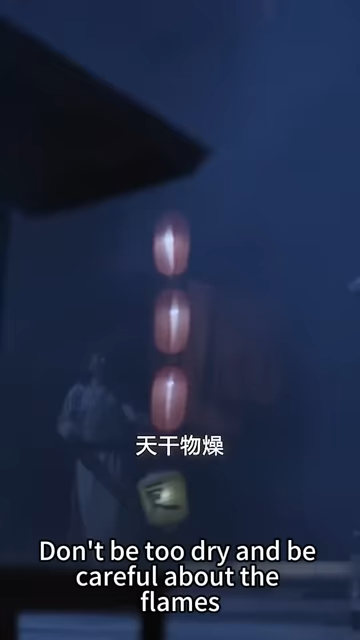 天干物燥
Don't be too dry and be
careful about the
flames